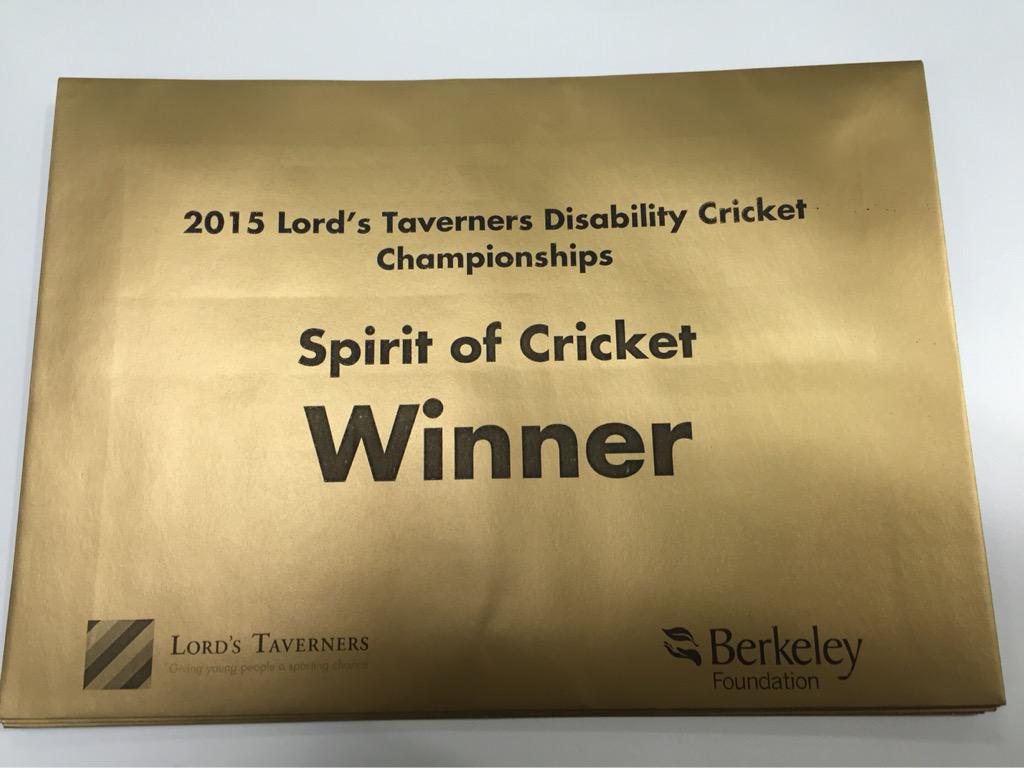 2015 Lord's Taverners Disability Cricket
Championships
Spirit of Cricket
Winner
LORD'S TAVERNERS
Giving young people a sporting chance
Berkeley
Foundation